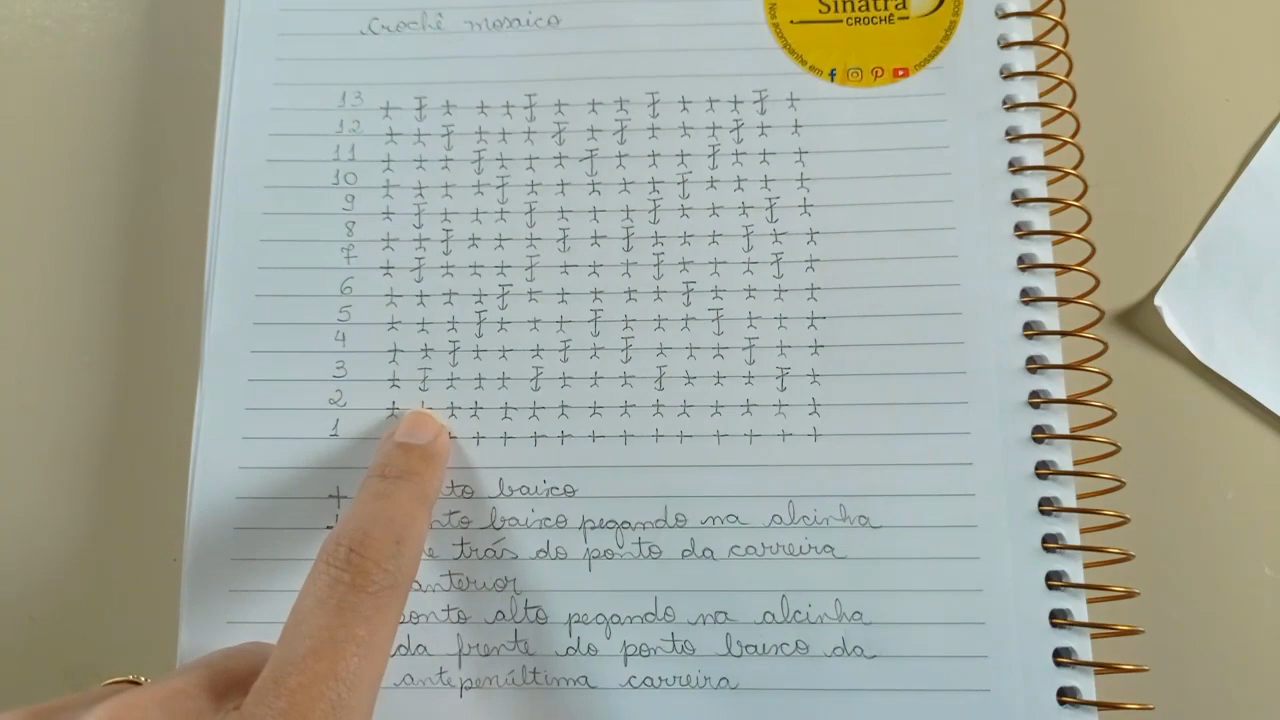 Crochê mosaico
Sinatra
CROCHÊ
Nos acompanhe em
nossas redes
13
12
11
10
9
8
7
6
5
4
3
2
1
baixo
baixo pegando na alcinha
trás do ponto da carreira
anterior
ponto alto pegando na alcinha
da frente do ponto baixo da
antepenúltima carreira